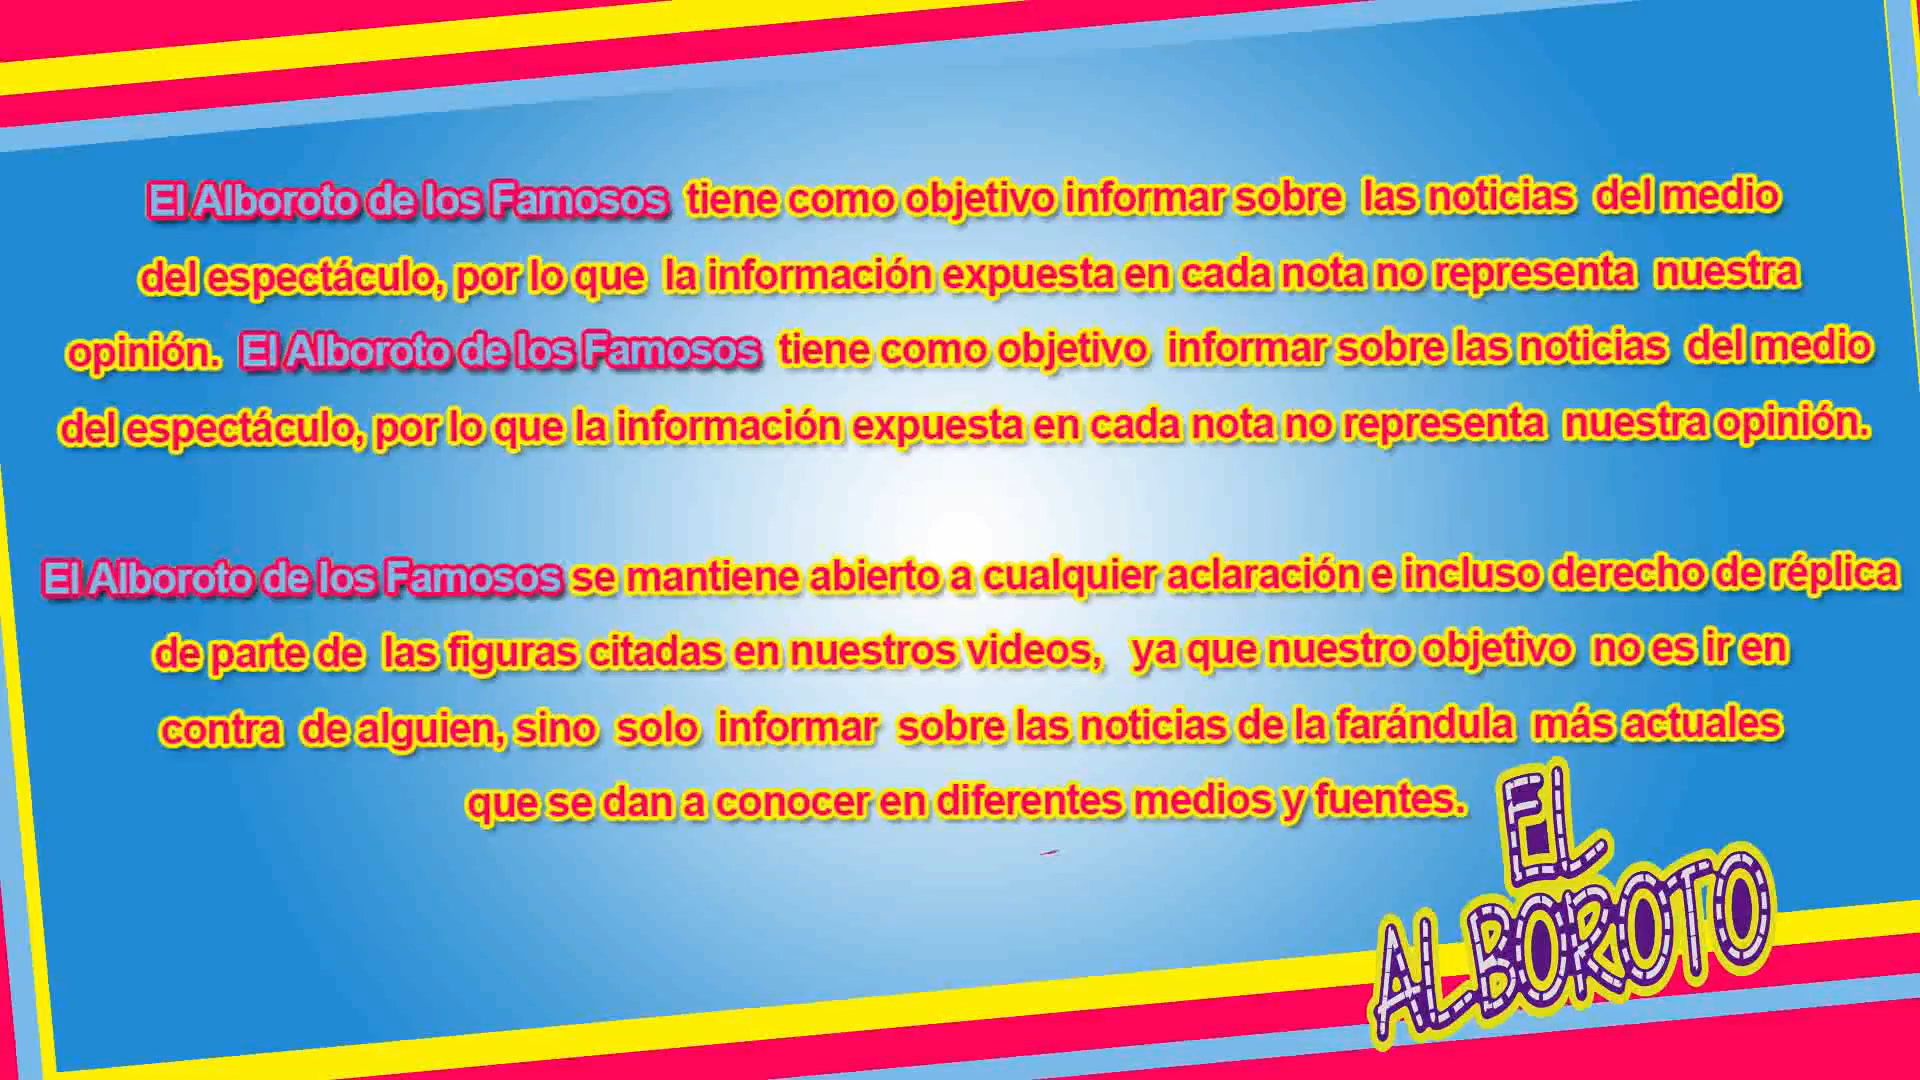 El Alboroto de los Famosos tiene como objetivo informar sobre las noticias del medio
del espectáculo, por lo que la información expuesta en cada nota no representa nuestra
opinión. El Alboroto de los Famosos tiene como objetivo informar sobre las noticias del medio
del espectáculo, por lo que la información expuesta en cada nota no representa nuestra opinión.
El Alboroto de los Famosos se mantiene abierto a cualquier aclaración e incluso derecho de réplica
de parte de las figuras citadas en nuestros videos, ya que nuestro objetivo no es ir en
contra de alguien, sino solo informar sobre las noticias de la farándula más actuales
que se dan a conocer en diferentes medios y fuentes.
EL
ALBOROTO